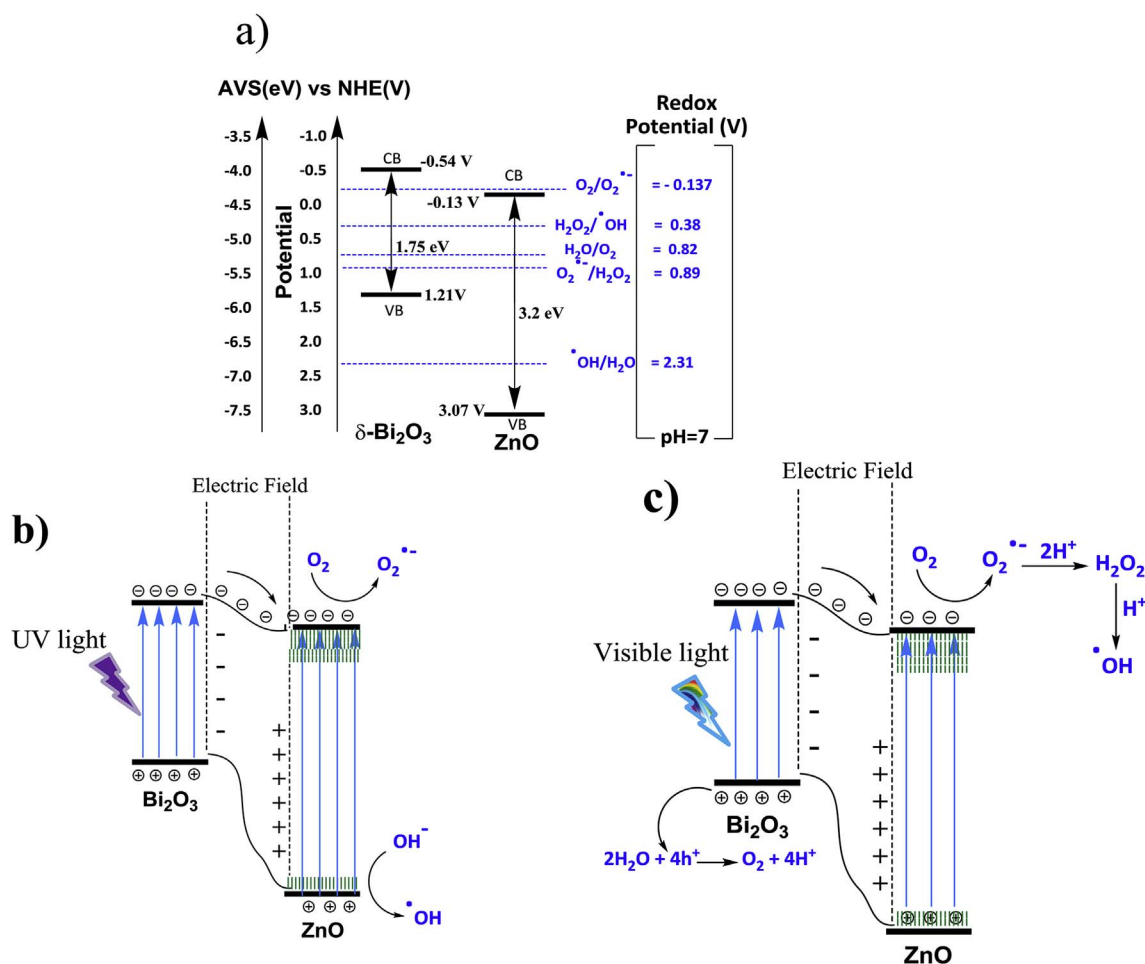 a)
AVS(eV) vs NHE(V)
Redox
Potential (V)
-3.5
-4.0
-4.5
-5.0
-5.5
-6.0
-6.5
-7.0
-7.5
-1.0
-0.5
0.0
0.5
1.0
1.5
2.0
2.5
3.0
Potential
CB
-0.54 V
1.75 eV
1.21V
VB
δ-Bi₂O₃
CB
-0.13 V
3.2 eV
3.07 V
VB
ZnO
O₂/O₂•- = - 0.137
H₂O₂/•OH = 0.38
H₂O/O₂ = 0.82
O₂•-/H₂O₂ = 0.89
•OH/H₂O = 2.31
pH=7
b)
Electric Field
O₂ O₂•-
UV light
- - - -
+ + + + + +
Bi₂O₃
OH⁻
•OH
ZnO
c)
Electric Field
O₂ O₂•- 2H⁺ H₂O₂
H⁺
•OH
Visible light
- - - -
+ + + + +
Bi₂O₃
2H₂O + 4h⁺ → O₂ + 4H⁺
ZnO